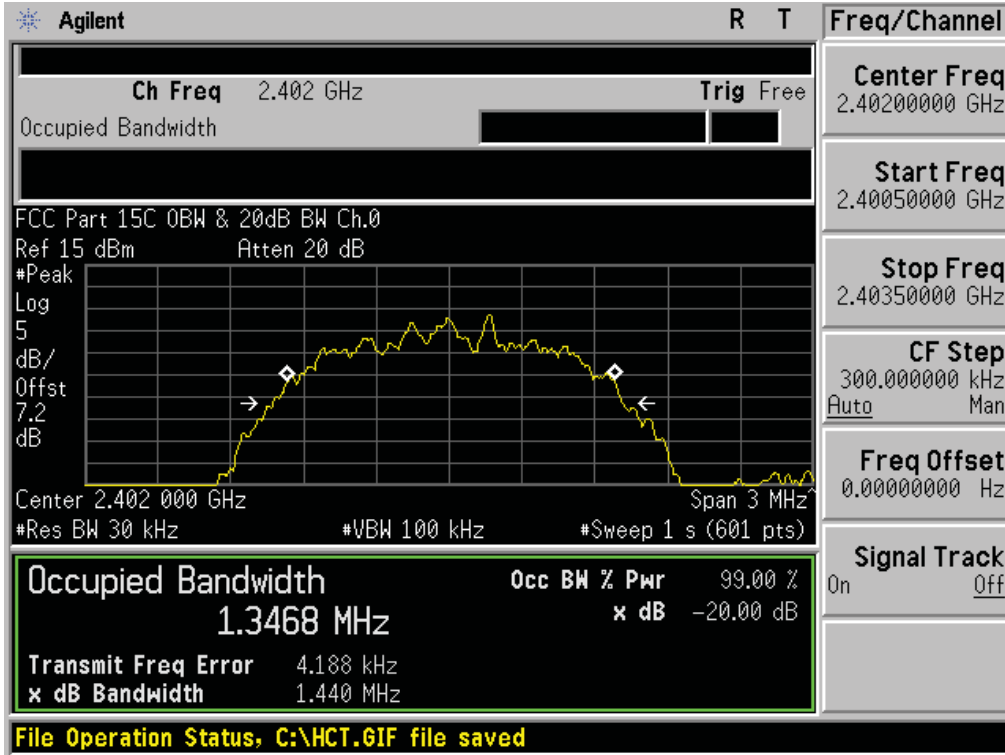 Agilent R T
Ch Freq 2.402 GHz Trig Free
Occupied Bandwidth
FCC Part 15C OBW & 20dB BW Ch.0
Ref 15 dBm Atten 20 dB
#Peak
Log
5
dB/
Offst
7.2
dB
Center 2.402 000 GHz Span 3 MHz^
#Res BW 30 kHz #VBW 100 kHz #Sweep 1 s (601 pts)
Occupied Bandwidth
1.3468 MHz
Occ BW % Pwr 99.00 %
x dB -20.00 dB
Transmit Freq Error 4.188 kHz
x dB Bandwidth 1.440 MHz
File Operation Status, C:\HCT.GIF file saved
Freq/Channel
Center Freq
2.40200000 GHz
Start Freq
2.40050000 GHz
Stop Freq
2.40350000 GHz
CF Step
300.000000 kHz
Auto Man
Freq Offset
0.00000000 Hz
Signal Track
On Off